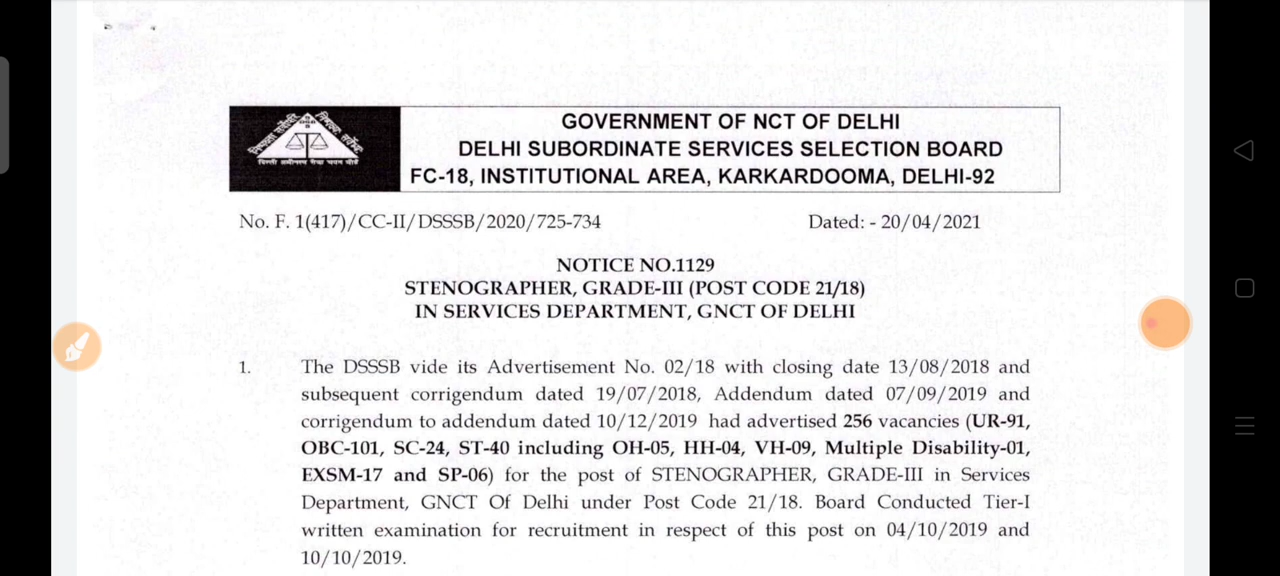 GOVERNMENT OF NCT OF DELHI
DELHI SUBORDINATE SERVICES SELECTION BOARD
FC-18, INSTITUTIONAL AREA, KARKARDOOMA, DELHI-92
No. F. 1(417)/CC-II/DSSSB/2020/725-734 Dated: - 20/04/2021
NOTICE NO.1129
STENOGRAPHER, GRADE-III (POST CODE 21/18)
IN SERVICES DEPARTMENT, GNCT OF DELHI
1. The DSSSB vide its Advertisement No. 02/18 with closing date 13/08/2018 and
subsequent corrigendum dated 19/07/2018, Addendum dated 07/09/2019 and
corrigendum to addendum dated 10/12/2019 had advertised 256 vacancies (UR-91,
OBC-101, SC-24, ST-40 including OH-05, HH-04, VH-09, Multiple Disability-01,
EXSM-17 and SP-06) for the post of STENOGRAPHER, GRADE-III in Services
Department, GNCT Of Delhi under Post Code 21/18. Board Conducted Tier-I
written examination for recruitment in respect of this post on 04/10/2019 and
10/10/2019.